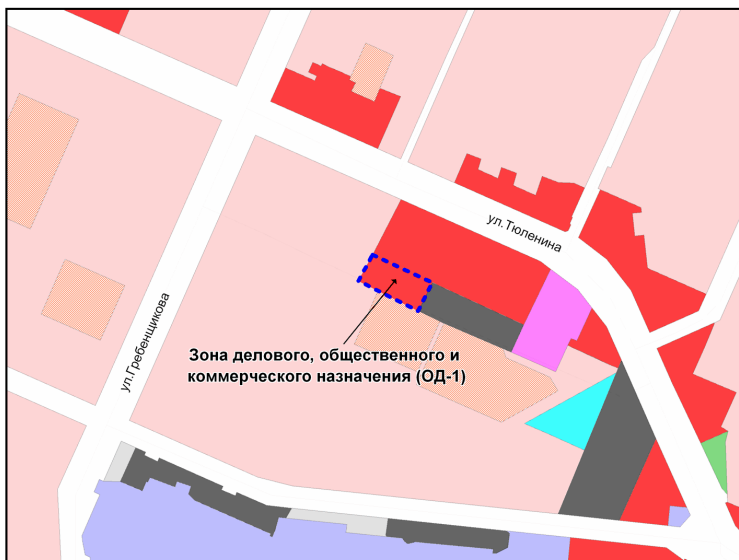 ул.Тюленина
ул.Гребенщикова
Зона делового, общественного и
коммерческого назначения (ОД-1)